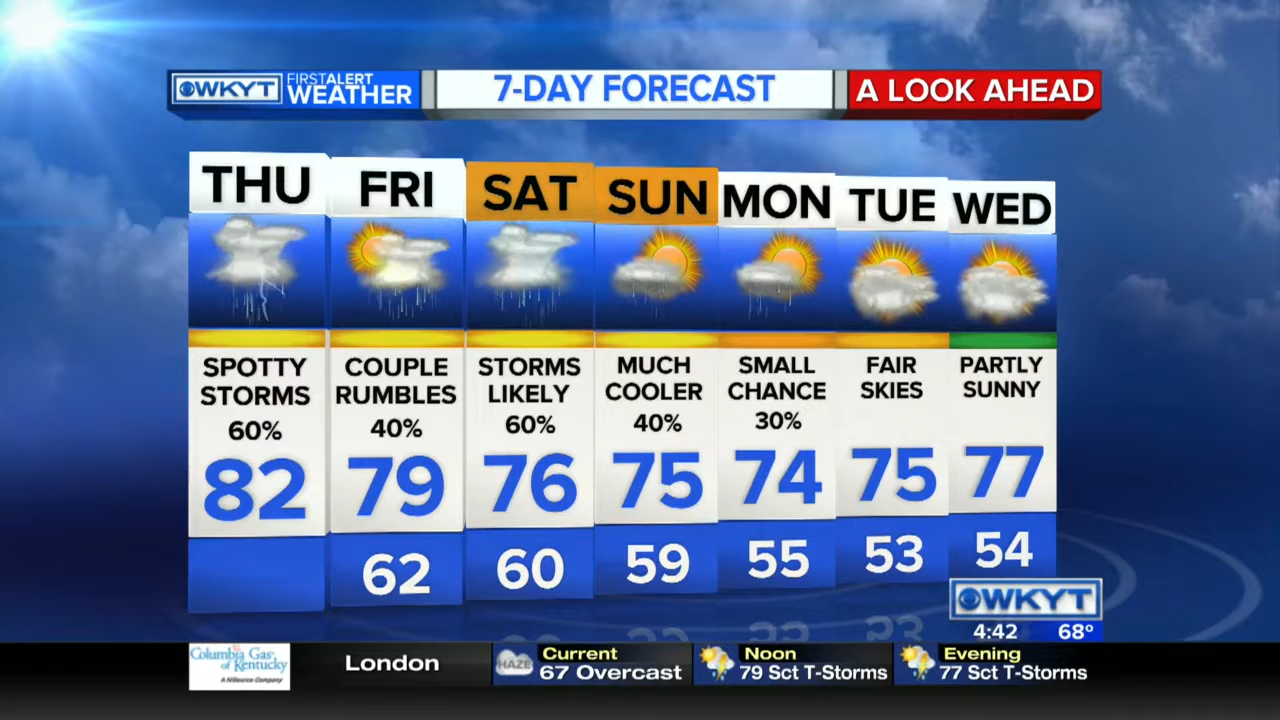 WKYT FIRSTALERT WEATHER 7-DAY FORECAST A LOOK AHEAD
THU FRI SAT SUN MON TUE WED
SPOTTY STORMS 60% 82
COUPLE RUMBLES 40% 79 62
STORMS LIKELY 60% 76 60
MUCH COOLER 40% 75 59
SMALL CHANCE 30% 74 55
FAIR SKIES 75 53
PARTLY SUNNY 77 54
WKYT
4:42 68°
Columbia Gas of Kentucky
A NiSource Company
London
HAZE
Current
67 Overcast
Noon
79 Sct T-Storms
Evening
77 Sct T-Storms